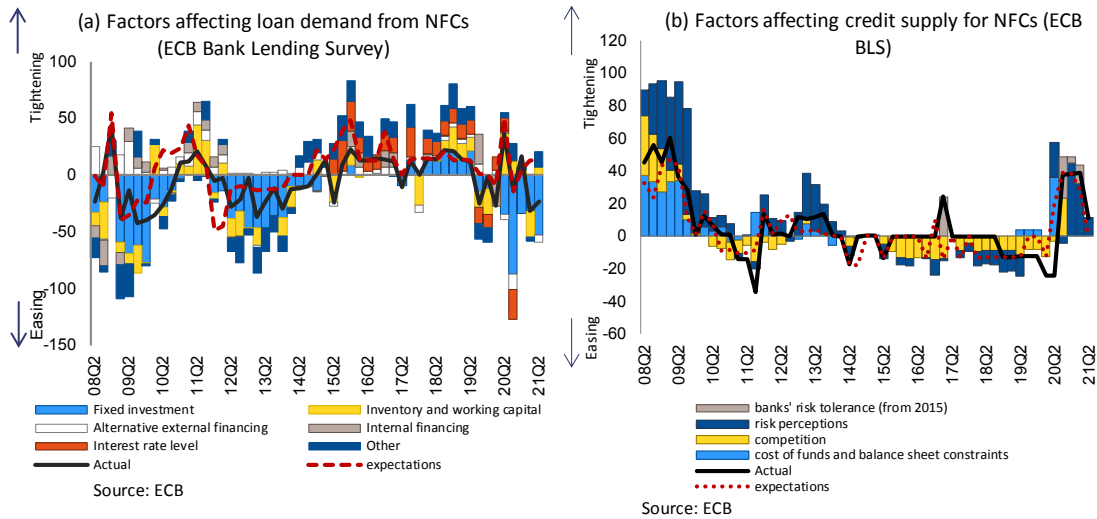 (a) Factors affecting loan demand from NFCs
(ECB Bank Lending Survey)
Tightening
Easing
100
50
0
-50
-100
-150
08Q2
09Q2
10Q2
11Q2
12Q2
13Q2
14Q2
15Q2
16Q2
17Q2
18Q2
19Q2
20Q2
21Q2
Fixed investment
Inventory and working capital
Alternative external financing
Internal financing
Interest rate level
Other
Actual
expectations
Source: ECB
(b) Factors affecting credit supply for NFCs (ECB
BLS)
Tightening
Easing
120
100
80
60
40
20
0
-20
-40
-60
08Q2
09Q2
10Q2
11Q2
12Q2
13Q2
14Q2
15Q2
16Q2
17Q2
18Q2
19Q2
20Q2
21Q2
banks' risk tolerance (from 2015)
risk perceptions
competition
cost of funds and balance sheet constraints
Actual
expectations
Source: ECB